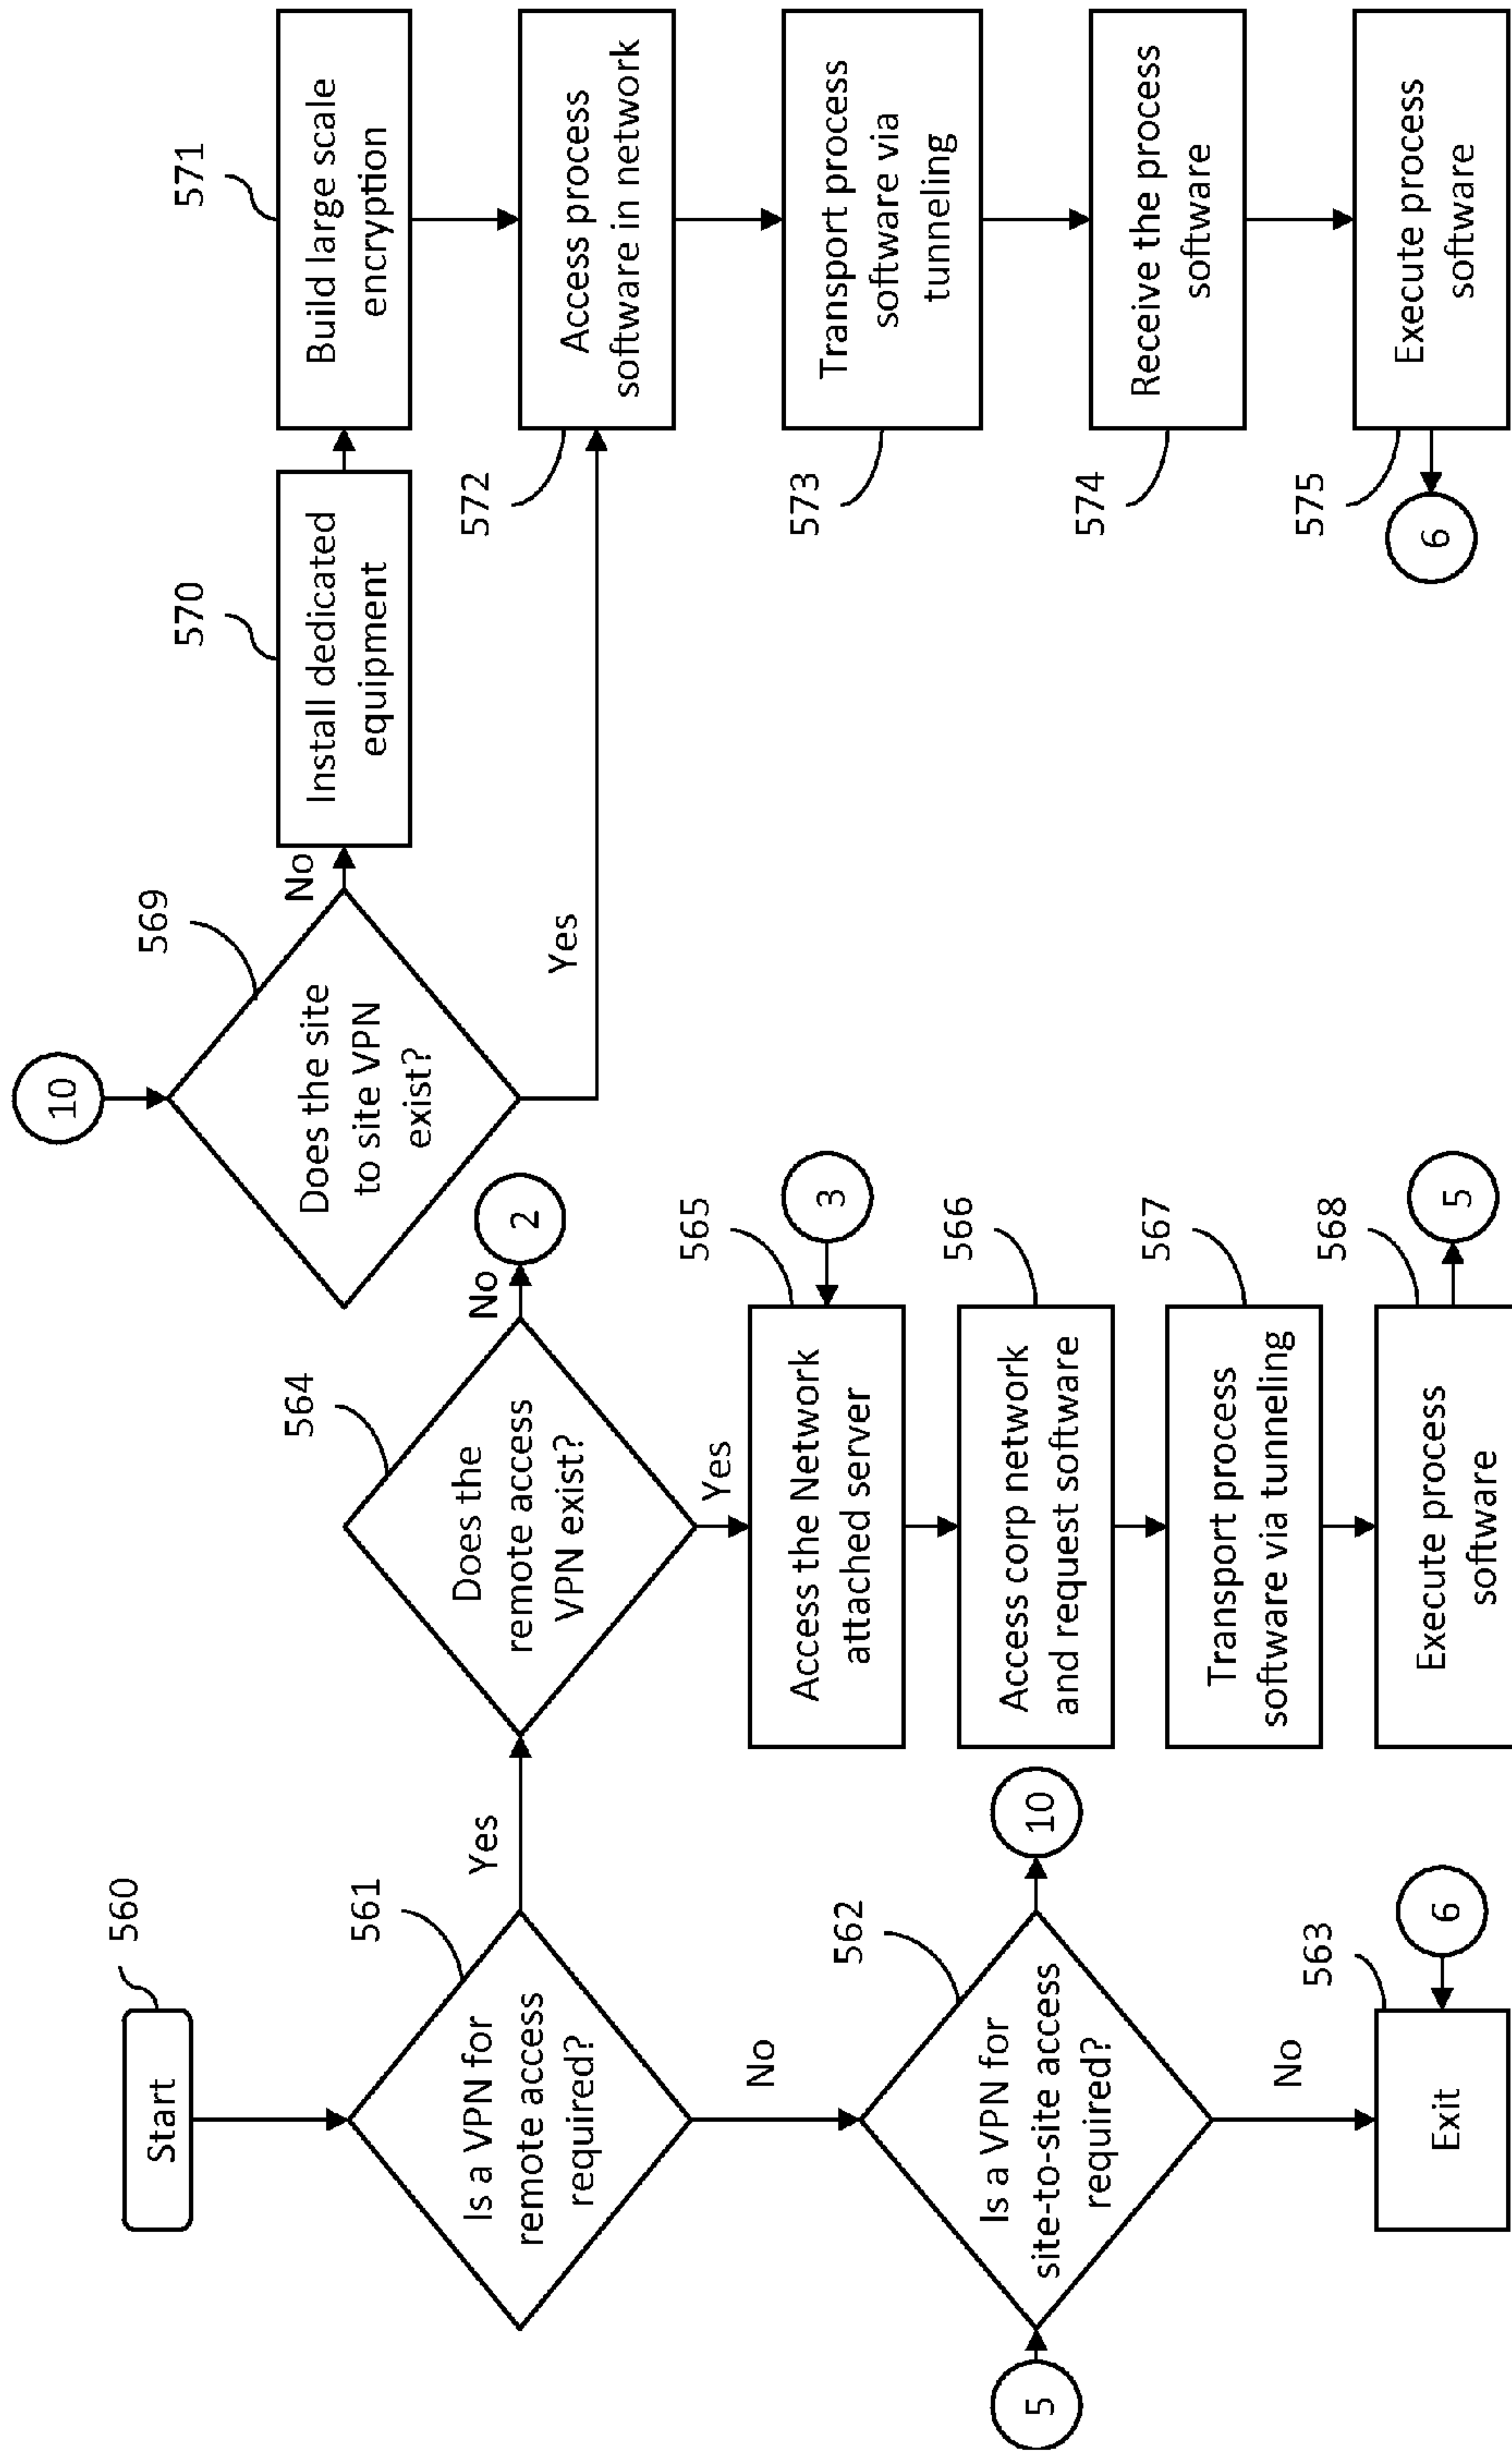 560
Start
561
Is a VPN for
remote access
required?
Yes
No
562
5
Is a VPN for
site-to-site access
required?
10
No
563
Exit
6
564
Does the
remote access
VPN exist?
No
2
Yes
565
Access the Network
attached server
3
566
Access corp network
and request software
567
Transport process
software via tunneling
568
Execute process
software
5
10
569
Does the site
to site VPN
exist?
No
Yes
570
Install dedicated
equipment
571
Build large scale
encryption
572
Access process
software in network
573
Transport process
software via
tunneling
574
Receive the process
software
575
Execute process
software
6